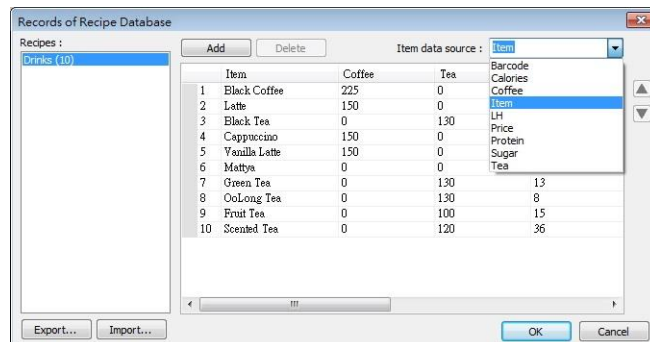 Records of Recipe Database
Recipes :
Drinks (10)
Add Delete Item data source : Item
Barcode
Calories
Coffee
Item
LH
Price
Protein
Sugar
Tea
Item Coffee Tea
1 Black Coffee 225 0
2 Latte 150 0
3 Black Tea 0 130
4 Cappuccino 150 0
5 Vanilla Latte 150 0
6 Mattya 0 0
7 Green Tea 0 130 13
8 OoLong Tea 0 130 8
9 Fruit Tea 0 100 15
10 Scented Tea 0 120 36
Export... Import... OK Cancel